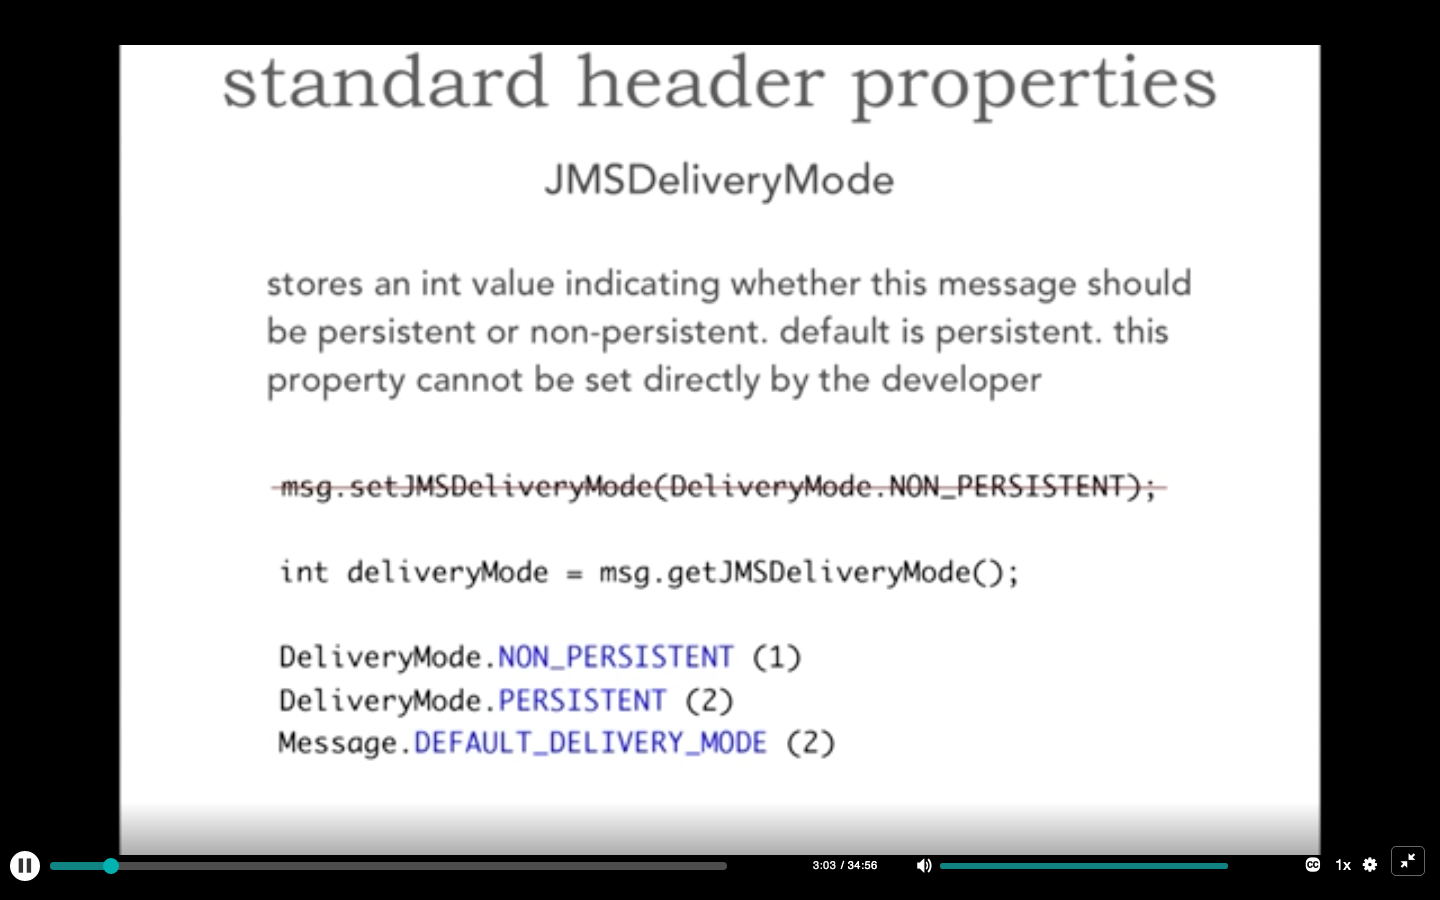 standard header properties
JMSDeliveryMode
stores an int value indicating whether this message should
be persistent or non-persistent. default is persistent. this
property cannot be set directly by the developer
msg.setJMSDeliveryMode(DeliveryMode.NON_PERSISTENT);
int deliveryMode = msg.getJMSDeliveryMode();
DeliveryMode.NON_PERSISTENT (1)
DeliveryMode.PERSISTENT (2)
Message.DEFAULT_DELIVERY_MODE (2)
3:03 / 34:56 CC 1x